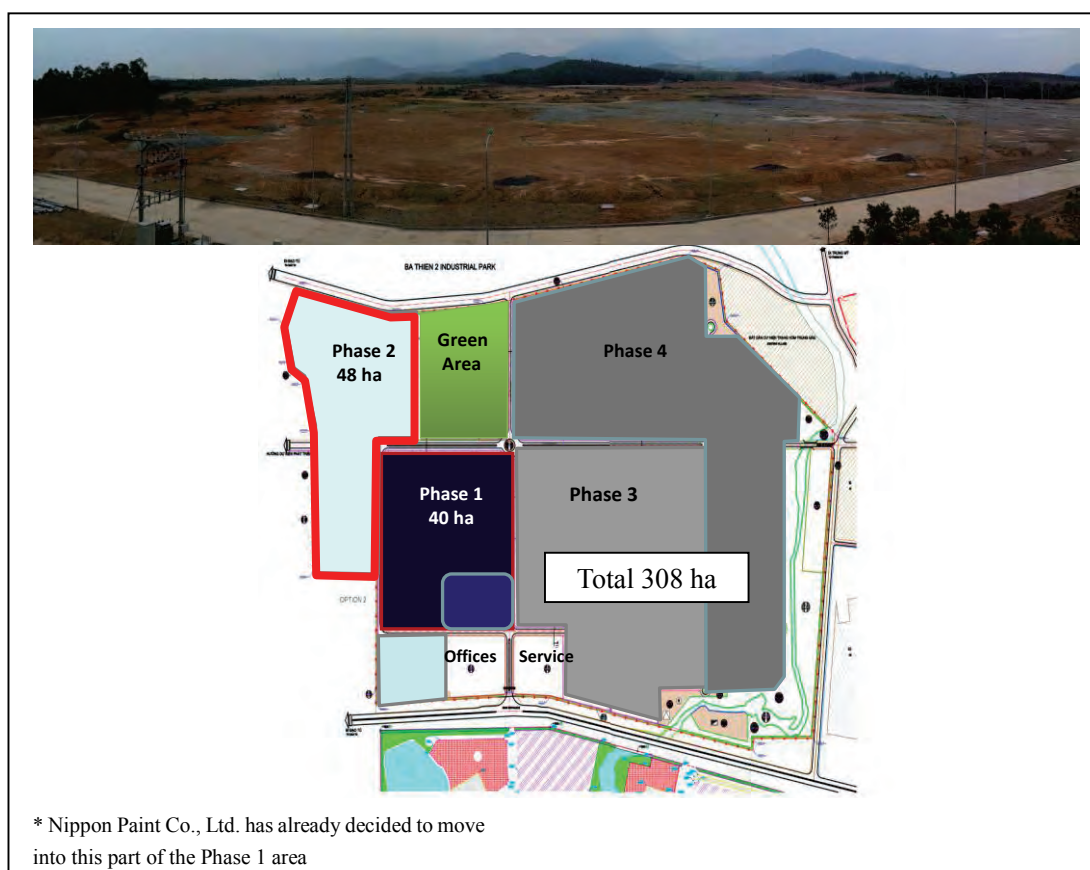 BA THIEN 2 INDUSTRIAL PARK
Phase 2
48 ha
Green
Area
Phase 4
Phase 1
40 ha
Phase 3
Total 308 ha
OPTION 2
Offices
Service
* Nippon Paint Co., Ltd. has already decided to move
into this part of the Phase 1 area